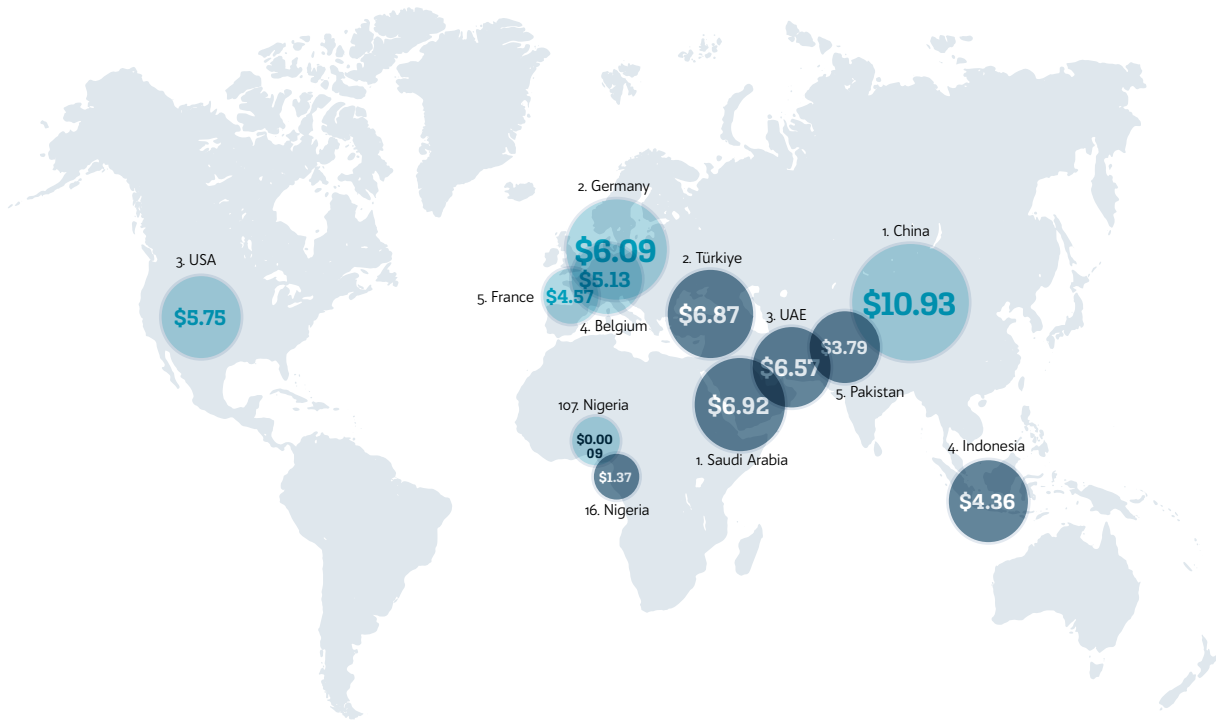 2. Germany
$6.09
$5.13
5. France
$4.57
4. Belgium
3. USA
$5.75
2. Türkiye
$6.87
1. China
$10.93
3. UAE
$6.57
$3.79
5. Pakistan
$6.92
1. Saudi Arabia
107. Nigeria
$0.00
09
$1.37
16. Nigeria
4. Indonesia
$4.36